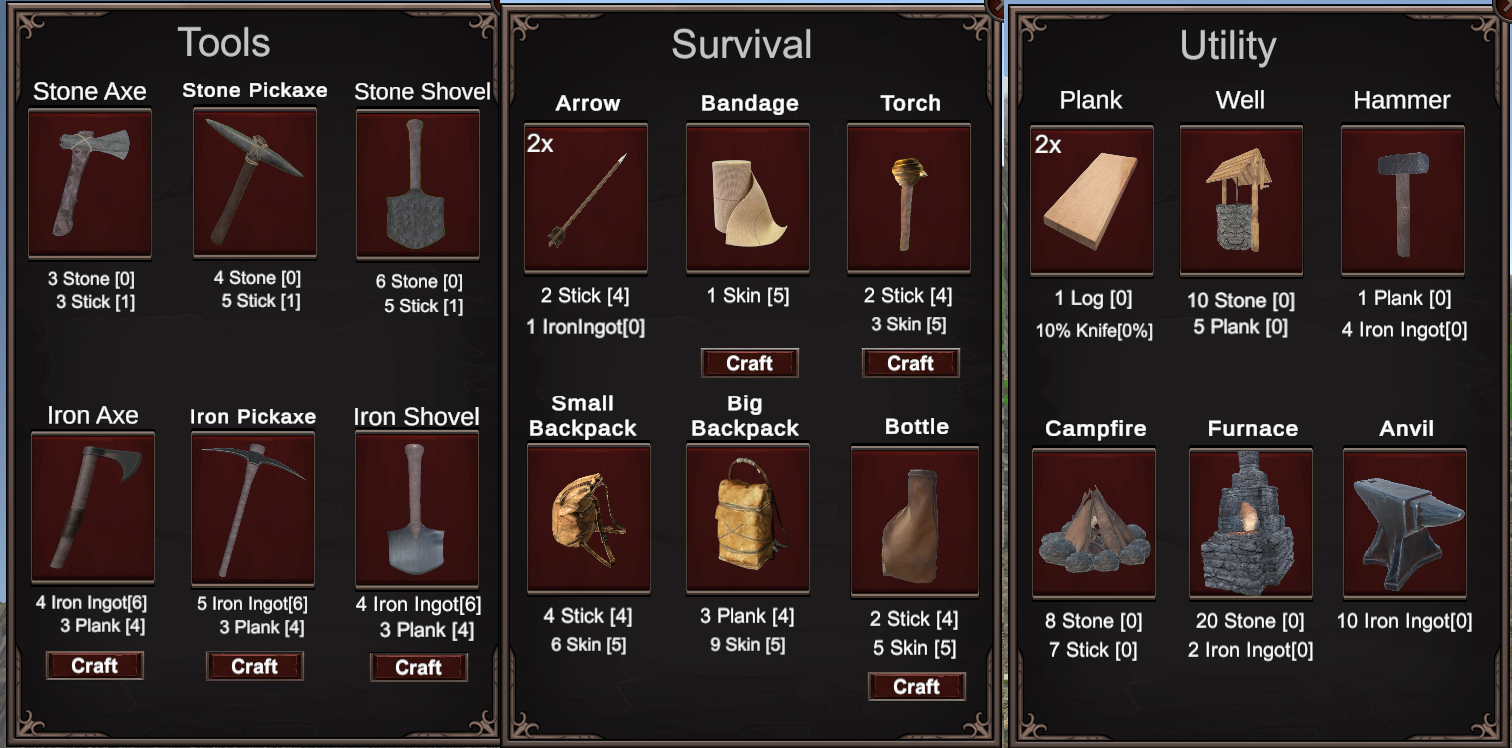 Tools
Stone Axe
Stone Pickaxe
Stone Shovel
3 Stone [0]
3 Stick [1]
4 Stone [0]
5 Stick [1]
6 Stone [0]
5 Stick [1]
Iron Axe
Iron Pickaxe
Iron Shovel
4 Iron Ingot[6]
3 Plank [4]
Craft
5 Iron Ingot[6]
3 Plank [4]
Craft
4 Iron Ingot[6]
3 Plank [4]
Craft
Survival
Arrow
2x
2 Stick [4]
1 IronIngot[0]
Bandage
1 Skin [5]
Craft
Torch
2 Stick [4]
3 Skin [5]
Craft
Small
Backpack
4 Stick [4]
6 Skin [5]
Big
Backpack
3 Plank [4]
9 Skin [5]
Bottle
2 Stick [4]
5 Skin [5]
Craft
Utility
Plank
2x
1 Log [0]
10% Knife[0%]
Well
10 Stone [0]
5 Plank [0]
Hammer
1 Plank [0]
4 Iron Ingot[0]
Campfire
8 Stone [0]
7 Stick [0]
Furnace
20 Stone [0]
2 Iron Ingot[0]
Anvil
10 Iron Ingot[0]